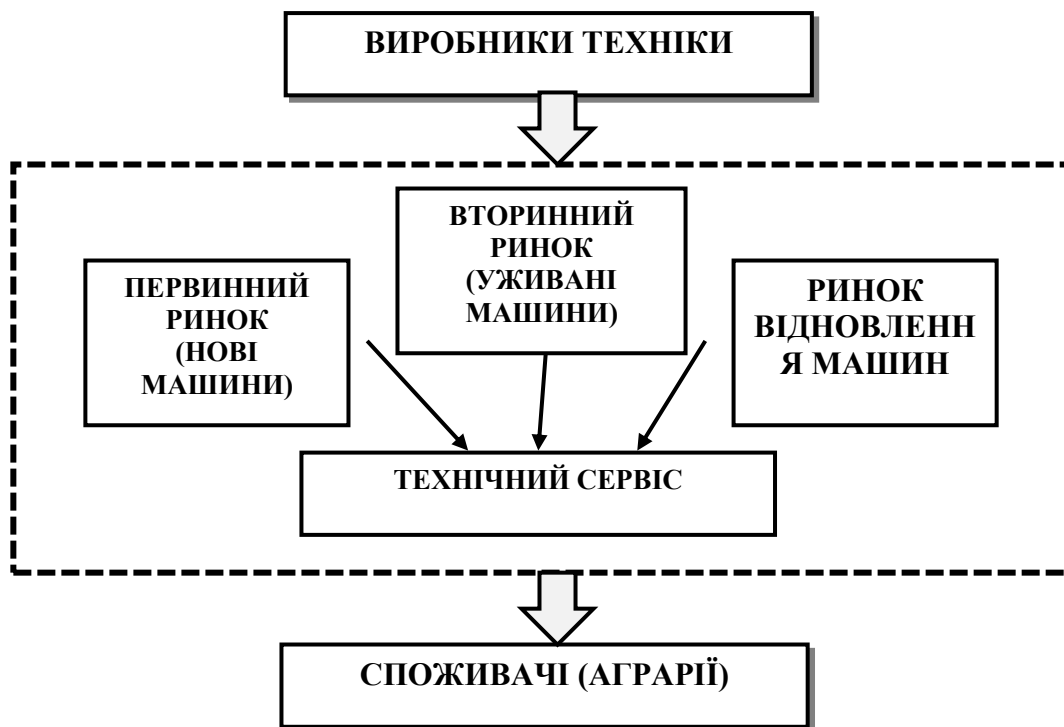 ВИРОБНИКИ ТЕХНІКИ
ПЕРВИННИЙ
РИНОК
(НОВІ
МАШИНИ)
ВТОРИННИЙ
РИНОК
(УЖИВАНІ
МАШИНИ)
РИНОК
ВІДНОВЛЕНН
Я МАШИН
ТЕХНІЧНИЙ СЕРВІС
СПОЖИВАЧІ (АГРАРІЇ)